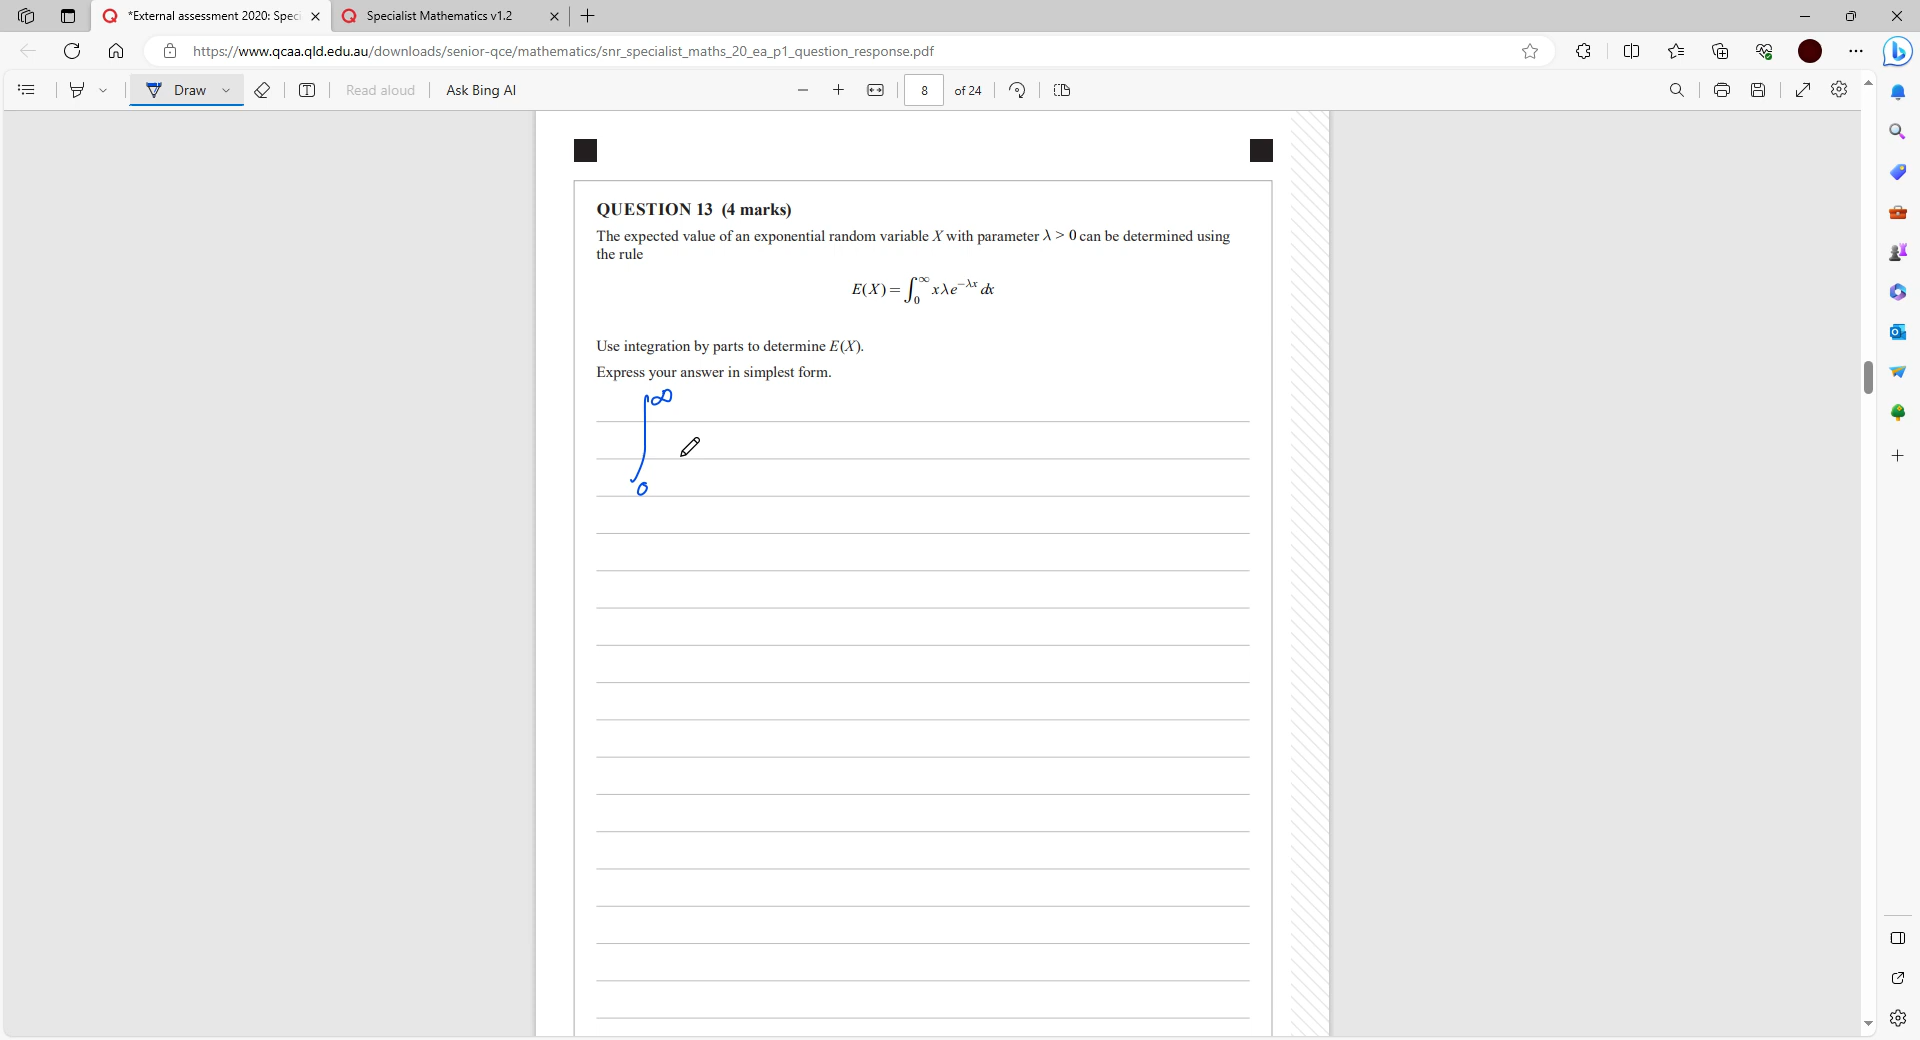 *External assessment 2020: Speci
Specialist Mathematics v1.2
https://www.qcaa.qld.edu.au/downloads/senior-qce/mathematics/snr_specialist_maths_20_ea_p1_question_response.pdf
Draw
Read aloud
Ask Bing AI
8 of 24
QUESTION 13 (4 marks)
The expected value of an exponential random variable X with parameter λ > 0 can be determined using
the rule
E(X) = ∫₀^∞ xλe^(−λx) dx
Use integration by parts to determine E(X).
Express your answer in simplest form.
∫₀^∞